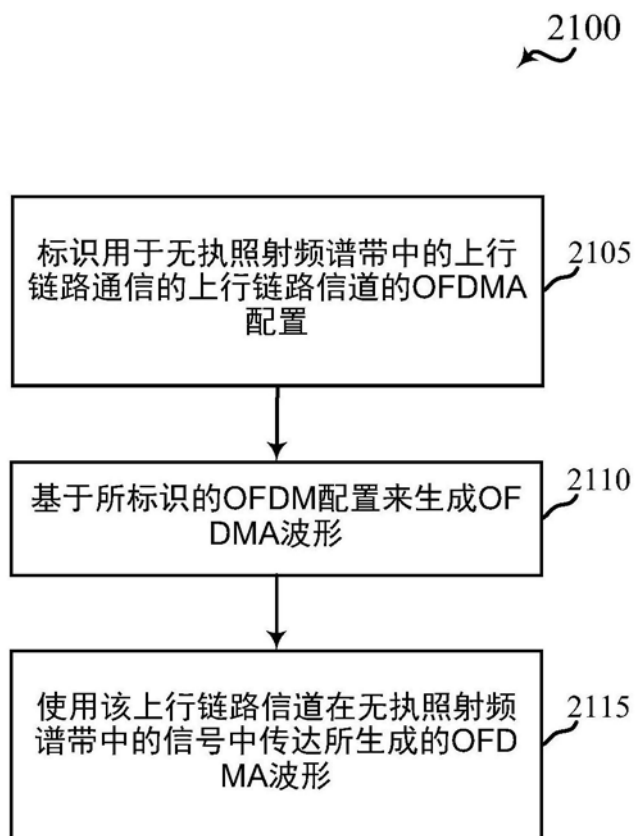 2100
标识用于无执照射频谱带中的上行
链路通信的上行链路信道的OFDMA
配置
2105
基于所标识的OFDM配置来生成OF
DMA波形
2110
使用该上行链路信道在无执照射频
谱带中的信号中传达所生成的OFD
MA波形
2115